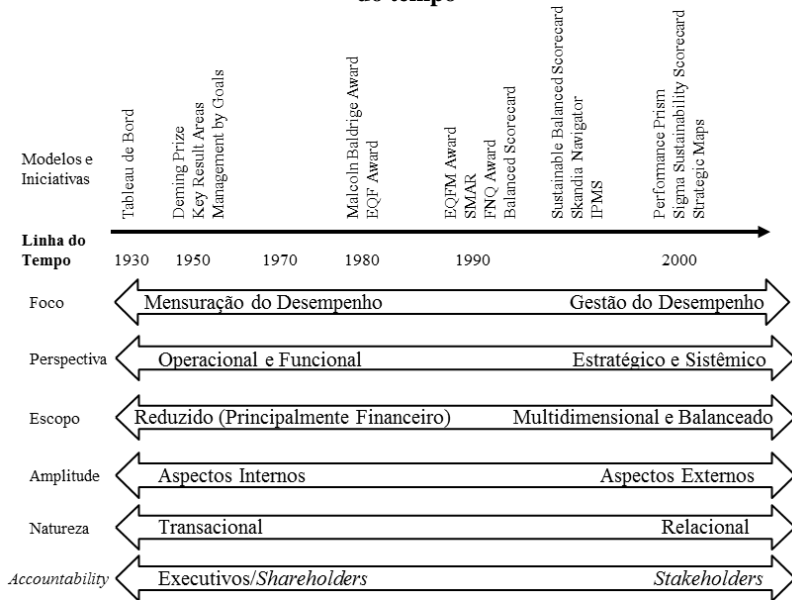 do tempo
Modelos e
Iniciativas
Tableau de Bord
Deming Prize
Key Result Areas
Management by Goals
Malcoln Baldrige Award
EQF Award
EQFM Award
SMAR
FNQ Award
Balanced Scorecard
Sustainable Balanced Scorecard
Skandia Navigator
IPMS
Performance Prism
Sigma Sustainability Scorecard
Strategic Maps
Linha do
Tempo
1930 1950 1970 1980 1990 2000
Foco Mensuração do Desempenho Gestão do Desempenho
Perspectiva Operacional e Funcional Estratégico e Sistêmico
Escopo Reduzido (Principalmente Financeiro) Multidimensional e Balanceado
Amplitude Aspectos Internos Aspectos Externos
Natureza Transacional Relacional
Accountability Executivos/Shareholders Stakeholders